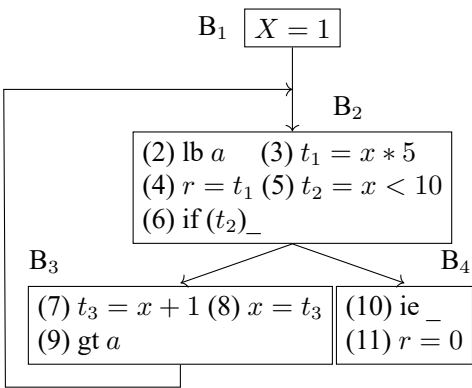 B₁ X = 1
B₂
(2) lb a (3) t₁ = x * 5
(4) r = t₁ (5) t₂ = x < 10
(6) if (t₂)_
B₃
(7) t₃ = x + 1 (8) x = t₃
(9) gt a
B₄
(10) ie _
(11) r = 0